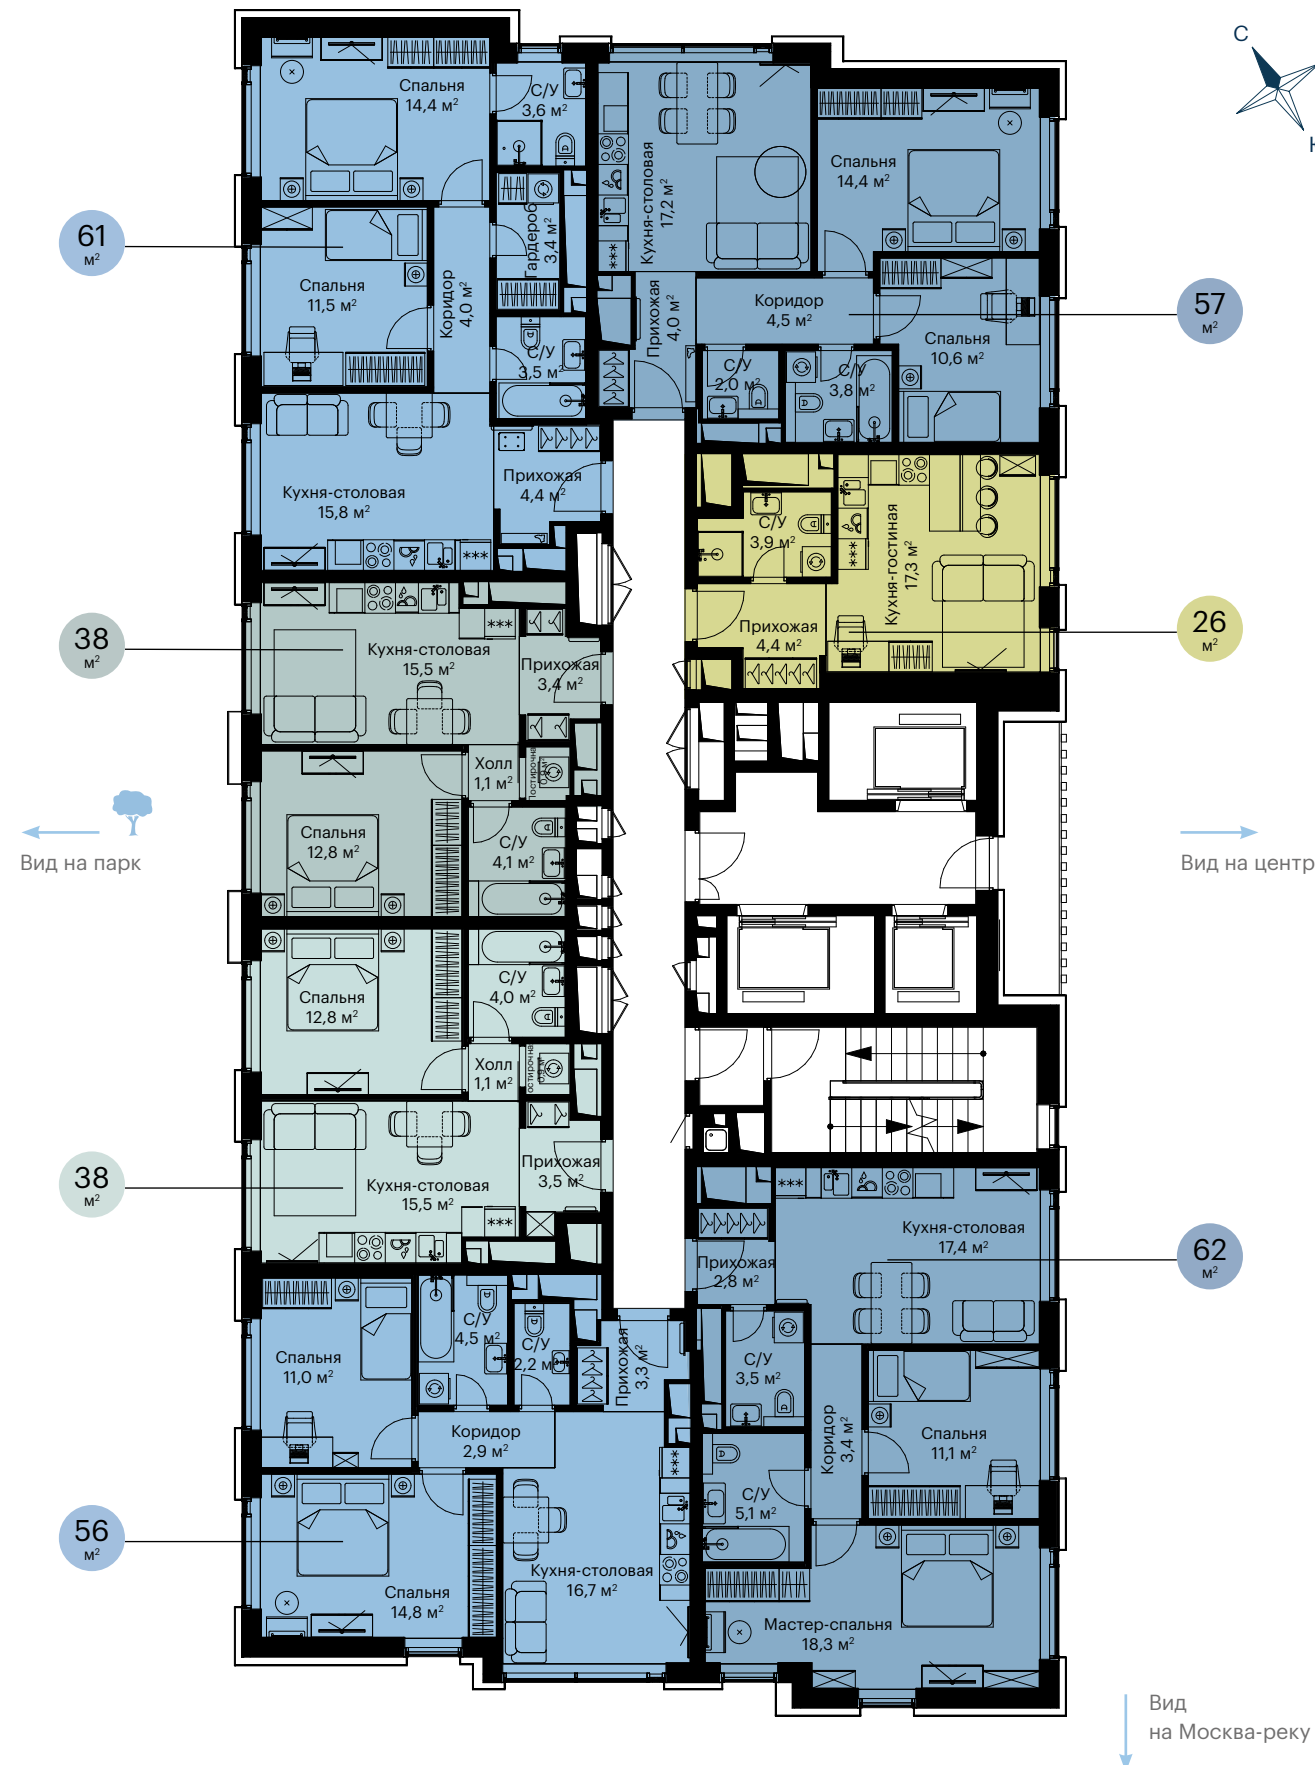 С
Ю
Спальня
14,4 м²
С/У
3,6 м²
Гардероб
3,4 м²
61
м²
Спальня
11,5 м²
Коридор
4,0 м²
С/У
3,5 м²
Кухня-столовая
15,8 м²
Прихожая
4,4 м²
Кухня-столовая
17,2 м²
Спальня
14,4 м²
Прихожая
4,0 м²
Коридор
4,5 м²
57
м²
Спальня
10,6 м²
С/У
2,0 м²
С/У
3,8 м²
С/У
3,9 м²
Кухня-гостиная
17,3 м²
Прихожая
4,4 м²
26
м²
38
м²
Кухня-столовая
15,5 м²
Прихожая
3,4 м²
Холл
1,1 м²
Постирочная
0,9 м²
Спальня
12,8 м²
С/У
4,1 м²
Вид на парк
Вид на центр
Спальня
12,8 м²
С/У
4,0 м²
Холл
1,1 м²
остирочна
0,9 м²
38
м²
Кухня-столовая
15,5 м²
Прихожая
3,5 м²
Спальня
11,0 м²
С/У
4,5 м²
С/У
2,2 м²
Прихожая
3,3 м²
Коридор
2,9 м²
56
м²
Спальня
14,8 м²
Кухня-столовая
16,7 м²
Кухня-столовая
17,4 м²
62
м²
Прихожая
2,8 м²
С/У
3,5 м²
Коридор
3,4 м²
Спальня
11,1 м²
С/У
5,1 м²
Мастер-спальня
18,3 м²
Вид
на Москва-реку